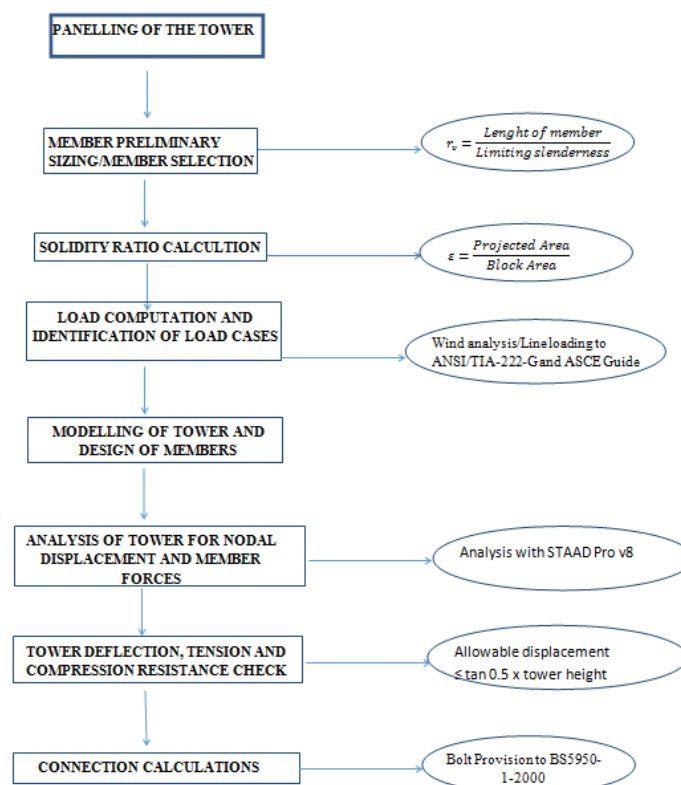 PANELLING OF THE TOWER
MEMBER PRELIMINARY
SIZING/MEMBER SELECTION
r_v = Lenght of member / Limiting slenderness
SOLIDITY RATIO CALCULTION
ε = Projected Area / Block Area
LOAD COMPUTATION AND
IDENTIFICATION OF LOAD CASES
Wind analysis/Line loading to
ANSI/TIA-222-G and ASCE Guide
MODELLING OF TOWER AND
DESIGN OF MEMBERS
ANALYSIS OF TOWER FOR NODAL
DISPLACEMENT AND MEMBER
FORCES
Analysis with STAAD Pro v8
TOWER DEFLECTION, TENSION AND
COMPRESSION RESISTANCE CHECK
Allowable displacement
≤ tan 0.5 x tower height
CONNECTION CALCULATIONS
Bolt Provision to BS5950-
1-2000